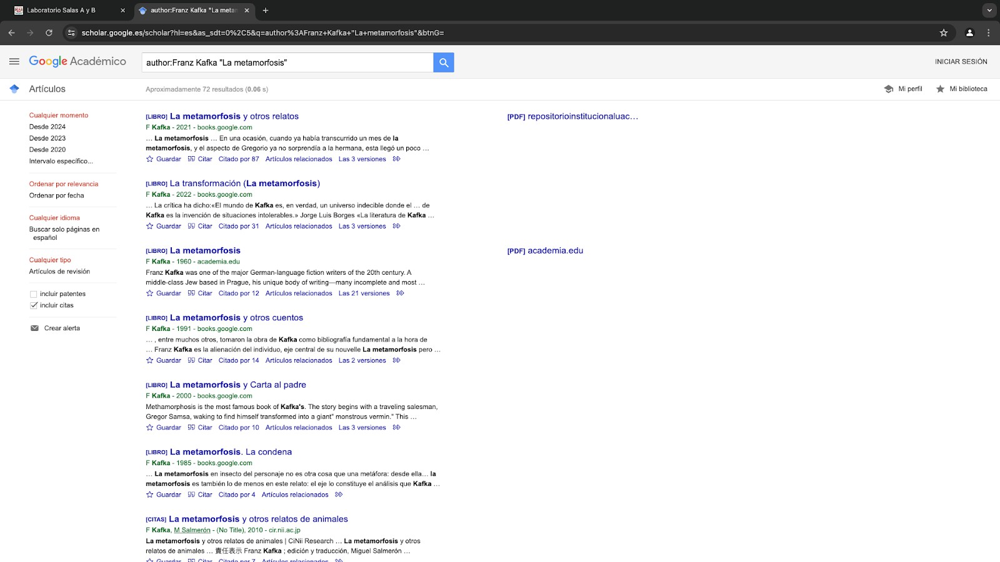 Laboratorio Salas A y B
author:Franz Kafka "La metan
scholar.google.es/scholar?hl=es&as_sdt=0%2C5&q=author%3AFranz+Kafka+"La+metamorfosis"&btnG=
Google Académico
author:Franz Kafka "La metamorfosis"
INICIAR SESIÓN
Artículos
Aproximadamente 72 resultados (0.06 s)
Mi perfil
Mi biblioteca
Cualquier momento
Desde 2024
Desde 2023
Desde 2020
Intervalo específico...
Ordenar por relevancia
Ordenar por fecha
Cualquier idioma
Buscar solo páginas en
español
Cualquier tipo
Artículos de revisión
incluir patentes
incluir citas
Crear alerta
[LIBRO] La metamorfosis y otros relatos
F Kafka - 2021 - books.google.com
… La metamorfosis … En una ocasión, cuando ya había transcurrido un mes de la
metamorfosis, y el aspecto de Gregorio ya no sorprendía a la hermana, esta llegó un poco …
Guardar Citar Citado por 87 Artículos relacionados Las 3 versiones
[PDF] repositorioinstitucionaluac…
[LIBRO] La transformación (La metamorfosis)
F Kafka - 2022 - books.google.com
… La crítica ha dicho:«El mundo de Kafka es, en verdad, un universo indecible donde el … de
Kafka es la invención de situaciones intolerables.» Jorge Luis Borges «La literatura de Kafka …
Guardar Citar Citado por 31 Artículos relacionados Las 3 versiones
[LIBRO] La metamorfosis
F Kafka - 1960 - academia.edu
Franz Kafka was one of the major German-language fiction writers of the 20th century. A
middle-class Jew based in Prague, his unique body of writing—many incomplete and most …
Guardar Citar Citado por 12 Artículos relacionados Las 21 versiones
[PDF] academia.edu
[LIBRO] La metamorfosis y otros cuentos
F Kafka - 1991 - books.google.com
… , entre muchos otros, tomaron la obra de Kafka como bibliografía fundamental a la hora de
… Franz Kafka es la alienación del individuo, eje central de su nouvelle La metamorfosis pero …
Guardar Citar Citado por 14 Artículos relacionados Las 2 versiones
[LIBRO] La metamorfosis y Carta al padre
F Kafka - 2000 - books.google.com
Methamorphosis is the most famous book of Kafka's. The story begins with a traveling salesman,
Gregor Samsa, waking to find himself transformed into a giant" monstrous vermin." This …
Guardar Citar Citado por 10 Artículos relacionados Las 3 versiones
[LIBRO] La metamorfosis. La condena
F Kafka - 1985 - books.google.com
… La metamorfosis en insecto del personaje no es otra cosa que una metáfora: desde ella… la
metamorfosis es también lo de menos en este relato: el eje lo constituye el análisis que Kafka …
Guardar Citar Citado por 4 Artículos relacionados
[CITAS] La metamorfosis y otros relatos de animales
F Kafka, M Salmerón - (No Title), 2010 - cir.nii.ac.jp
La metamorfosis y otros relatos de animales | CiNii Research … La metamorfosis y otros
relatos de animales … 責任表示 Franz Kafka ; edición y traducción, Miguel Salmerón …
Guardar Citar Citado por 7 Artículos relacionados